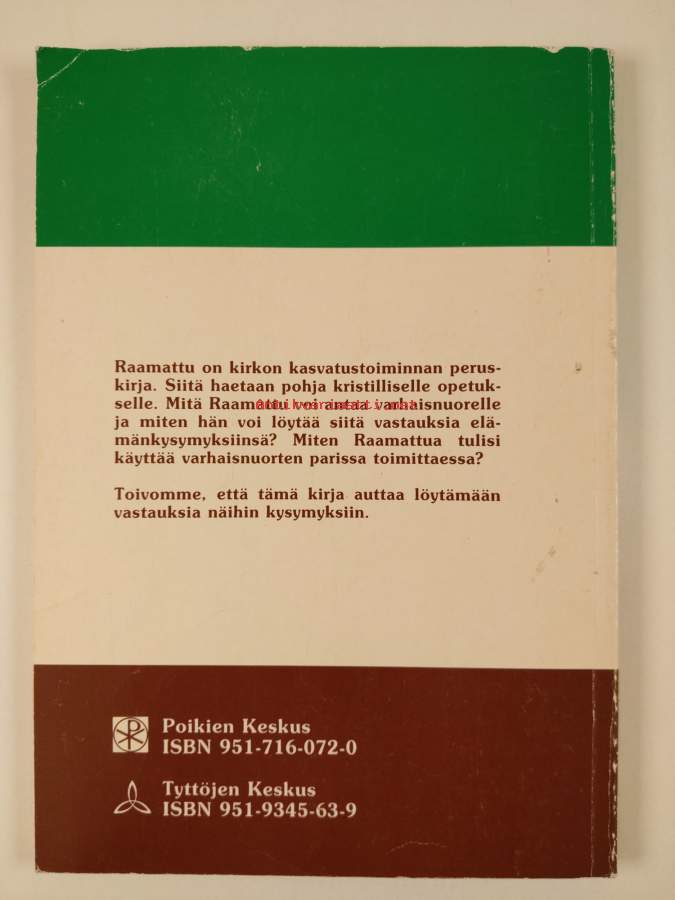 Raamattu on kirkon kasvatustoiminnan perus-
kirja. Siitä haetaan pohja kristilliselle opetuk-
selle. Mitä Raamattu voi antaa varhaisnuorelle
ja miten hän voi löytää siitä vastauksia elä-
mänkysymyksiinsä? Miten Raamattua tulisi
käyttää varhaisnuorten parissa toimittaessa?
Toivomme, että tämä kirja auttaa löytämään
vastauksia näihin kysymyksiin.
Poikien Keskus
ISBN 951-716-072-0
Tyttöjen Keskus
ISBN 951-9345-63-9